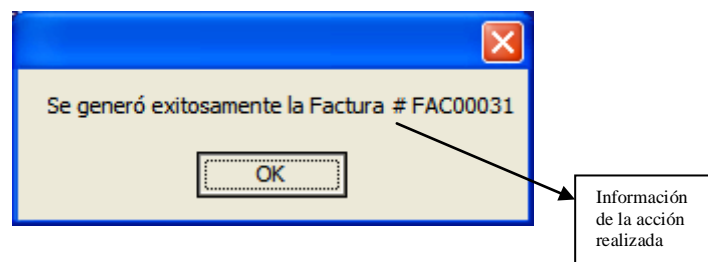 Se generó exitosamente la Factura # FAC00031
OK
Información
de la acción
realizada